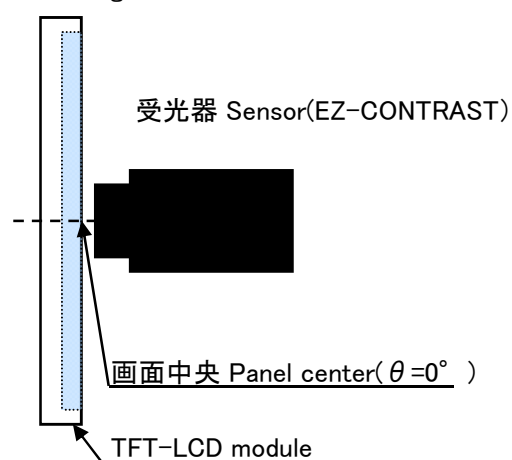 受光器 Sensor(EZ-CONTRAST)
画面中央 Panel center(θ=0°)
TFT-LCD module